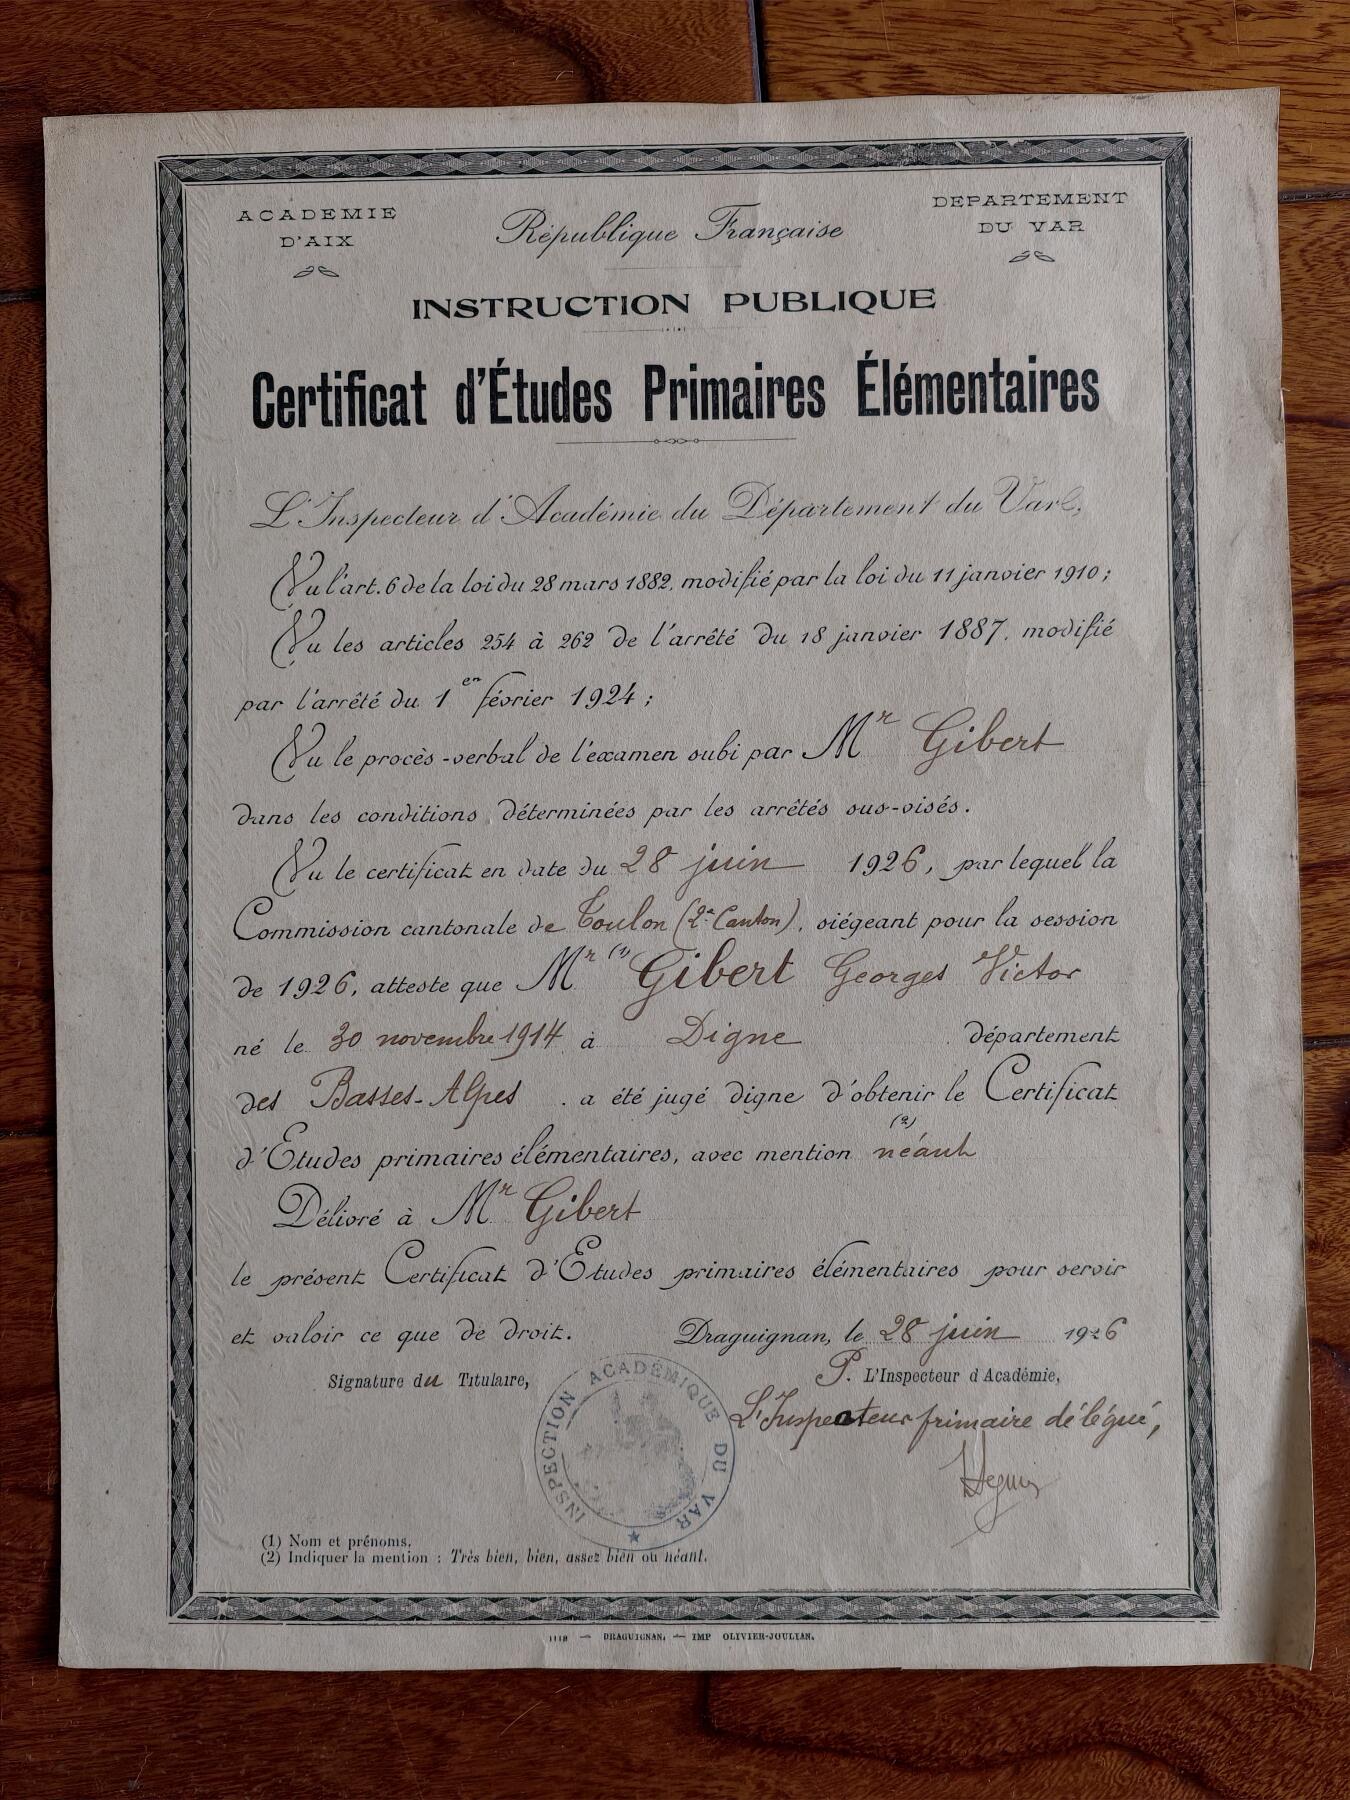 ACADEMIE
D'AIX
République Française
DEPARTEMENT
DU VAR
INSTRUCTION PUBLIQUE
Certificat d'Études Primaires Élémentaires
L'Inspecteur d'Académie du Département du Var,
Vu l'art. 6 de la loi du 28 mars 1882, modifié par la loi du 11 janvier 1910;
Vu les articles 254 à 262 de l'arrêté du 18 janvier 1887, modifié
par l'arrêté du 1er février 1924;
Vu le procès-verbal de l'examen subi par Mr Gibert
dans les conditions déterminées par les arrêtés sus-visés.
Vu le certificat en date du 28 juin 1926, par lequel la
Commission cantonale de Toulon (2e Canton), siégeant pour la session
de 1926, atteste que Mr (1) Gibert Georges Victor
né le 30 novembre 1914 à Digne département
des Basses-Alpes. a été jugé digne d'obtenir le Certificat
d'Etudes primaires élémentaires, avec mention (2) néant
Délivré à Mr Gibert
le présent Certificat d'Etudes primaires élémentaires pour servir
et valoir ce que de droit. Draguignan, le 28 juin 1926
Signature du Titulaire,
P. L'Inspecteur d'Académie,
L'Inspecteur primaire délégué,
INSPECTION ACADÉMIQUE DU VAR
(1) Nom et prénoms.
(2) Indiquer la mention : Très bien, bien, assez bien ou néant.
1118 — DRAGUIGNAN. — IMP OLIVIER-JOULIAN.